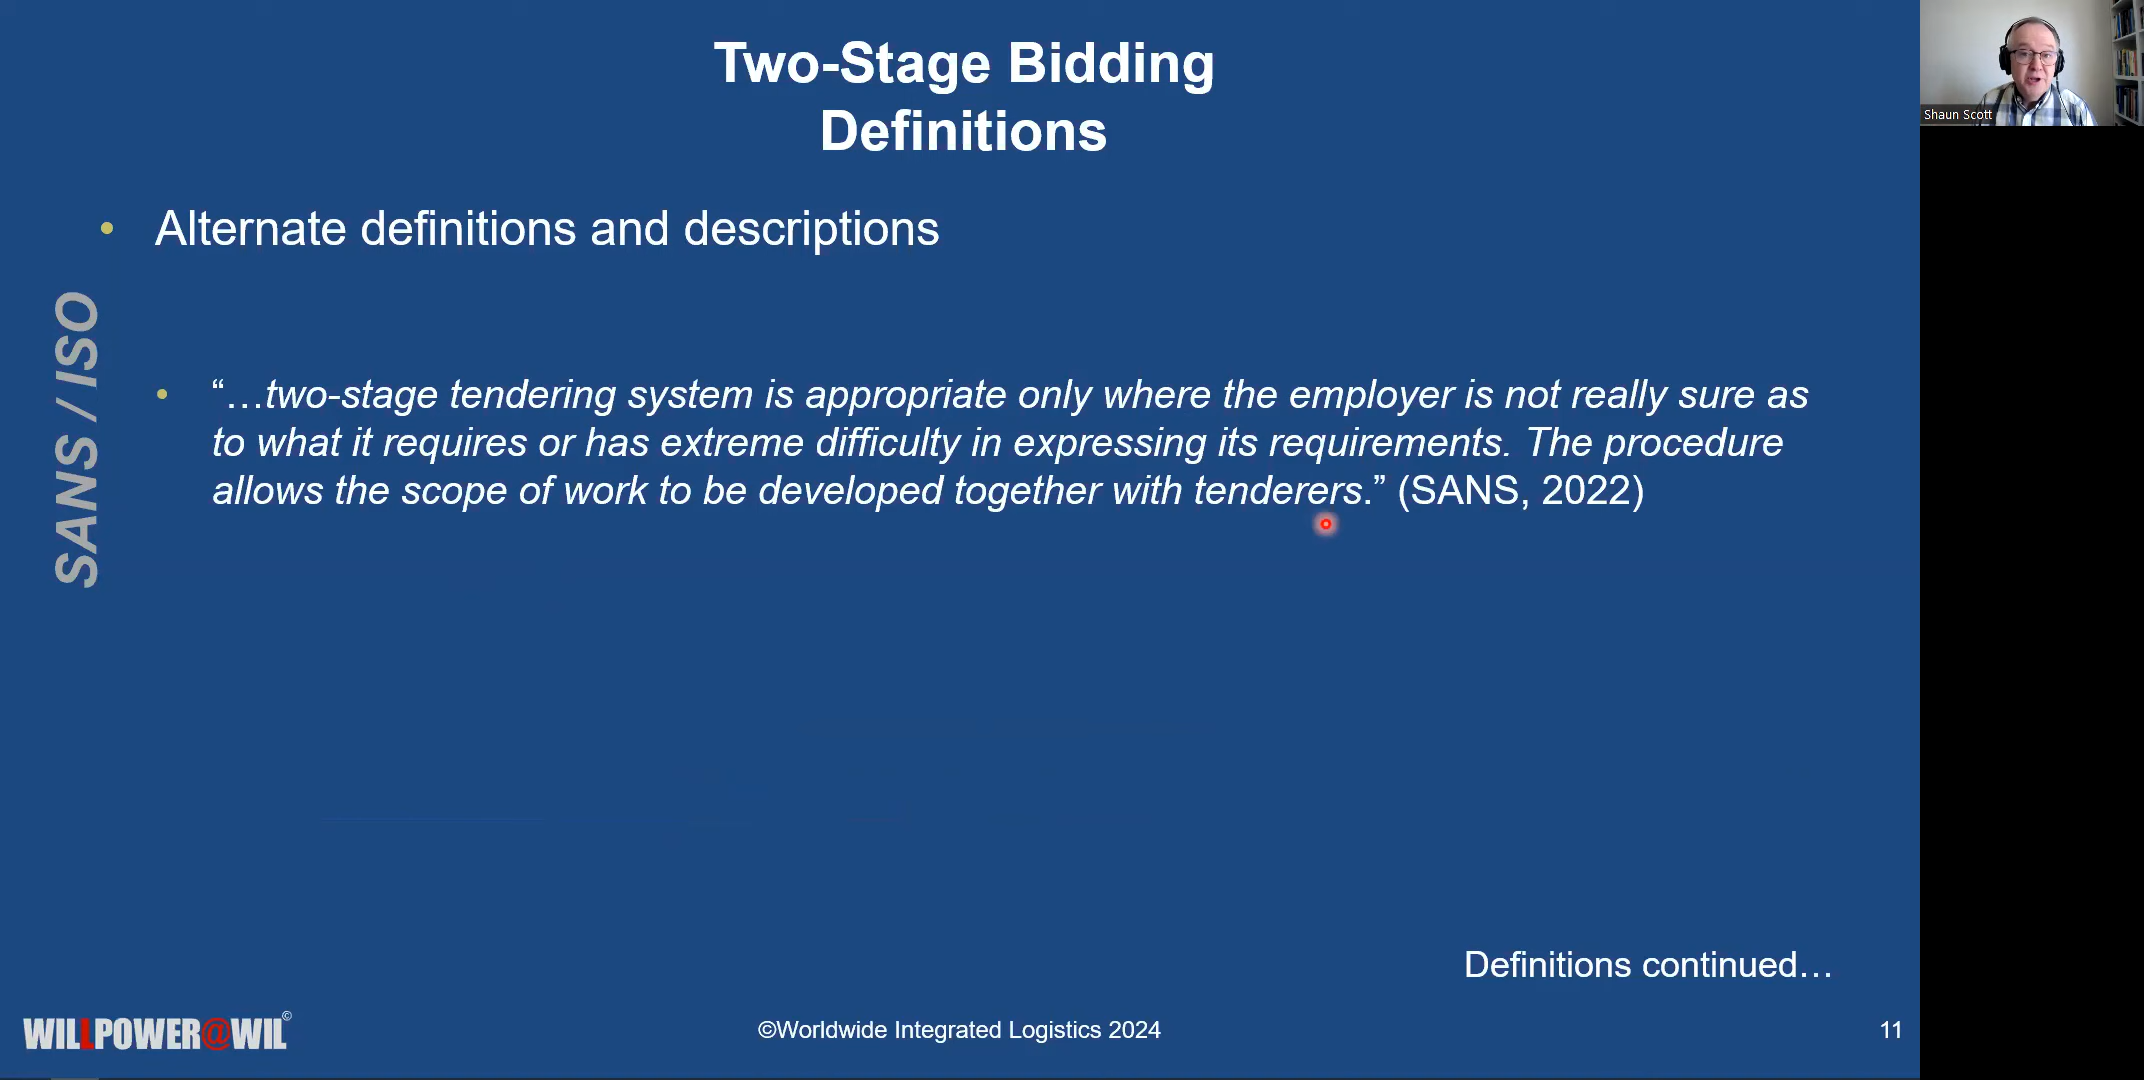 Two-Stage Bidding
Definitions
• Alternate definitions and descriptions
SANS / ISO
• “…two-stage tendering system is appropriate only where the employer is not really sure as
to what it requires or has extreme difficulty in expressing its requirements. The procedure
allows the scope of work to be developed together with tenderers.” (SANS, 2022)
Definitions continued…
WILLPOWER@WIL©
©Worldwide Integrated Logistics 2024
11
Shaun Scott